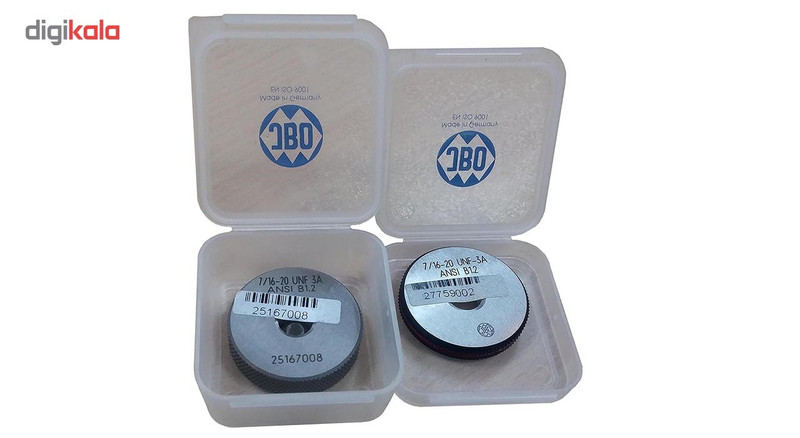 digikala
EN ISO 9001
Made in Germany
JBO
EN ISO 9001
Made in Germany
JBO
7/16-20 UNF 3A
ANSI B1.2
25167008
25167008
7/16-20 UNF-3A
ANSI B1.2
27759002